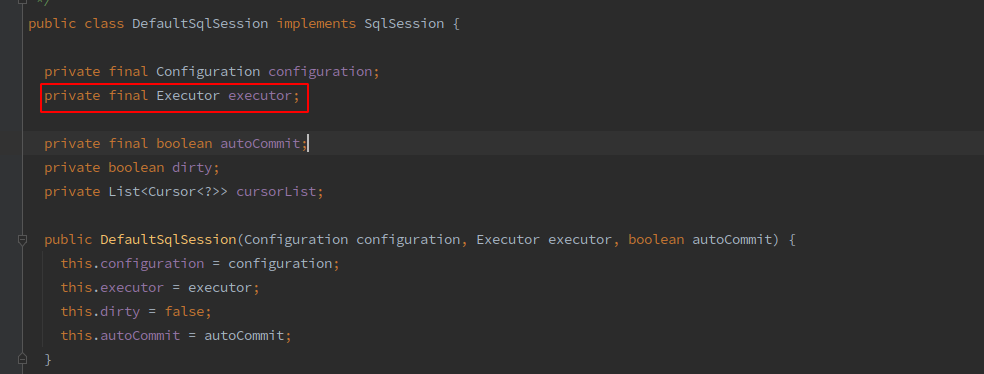 */
public class DefaultSqlSession implements SqlSession {
private final Configuration configuration;
private final Executor executor;
private final boolean autoCommit;
private boolean dirty;
private List<Cursor<?>> cursorList;
public DefaultSqlSession(Configuration configuration, Executor executor, boolean autoCommit) {
this.configuration = configuration;
this.executor = executor;
this.dirty = false;
this.autoCommit = autoCommit;
}